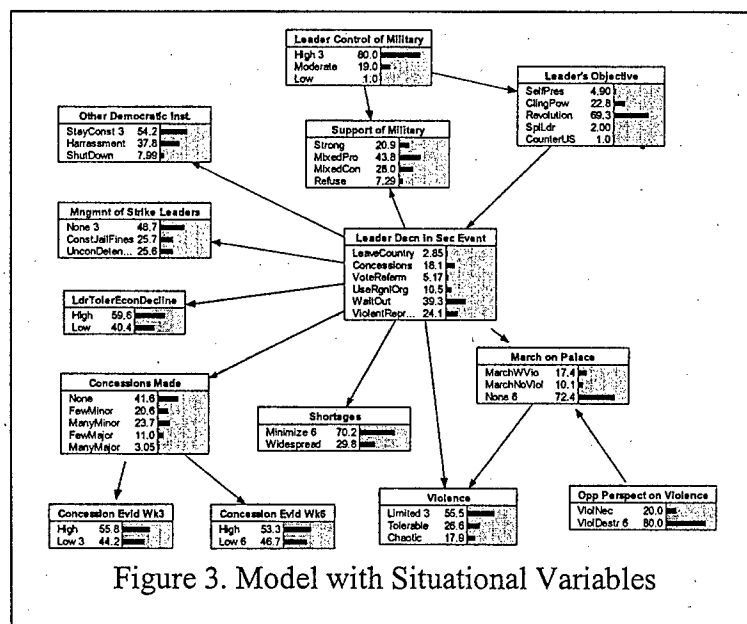 Leader Control of Military
High 3 80.0
Moderate 19.0
Low 1.0
Leader's Objective
SelfPres 4.90
ClingPow 22.8
Revolution 69.3
SplLdr 2.00
CounterUS 1.0
Other Democratic Inst.
StayConst 3 54.2
Harrassment 37.8
ShutDown 7.99
Support of Military
Strong 20.9
MixedPro 43.8
MixedCon 28.0
Refuse 7.29
Mngmnt of Strike Leaders
None 3 48.7
ConstJailFines 25.7
UnconDeten... 25.6
Leader Decn in Sec Event
LeaveCountry 2.85
Concessions 18.1
VoteReferm 5.17
UseRgnlOrg 10.5
WaitOut 39.3
ViolentRepr... 24.1
LdrTolerEconDecline
High 59.6
Low 40.4
March on Palace
MarchWVio 17.4
MarchNoViol 10.1
None 6 72.4
Concessions Made
None 41.6
FewMinor 20.6
ManyMinor 23.7
FewMajor 11.0
ManyMajor 3.05
Shortages
Minimize 6 70.2
Widespread 29.8
Concession Evid Wk3
High 55.8
Low 3 44.2
Concession Evid Wk6
High 53.3
Low 6 46.7
Violence
Limited 3 55.5
Tolerable 26.6
Chaotic 17.9
Opp Perspect on Violence
ViolNec 20.0
ViolDestr 6 80.0
Figure 3. Model with Situational Variables